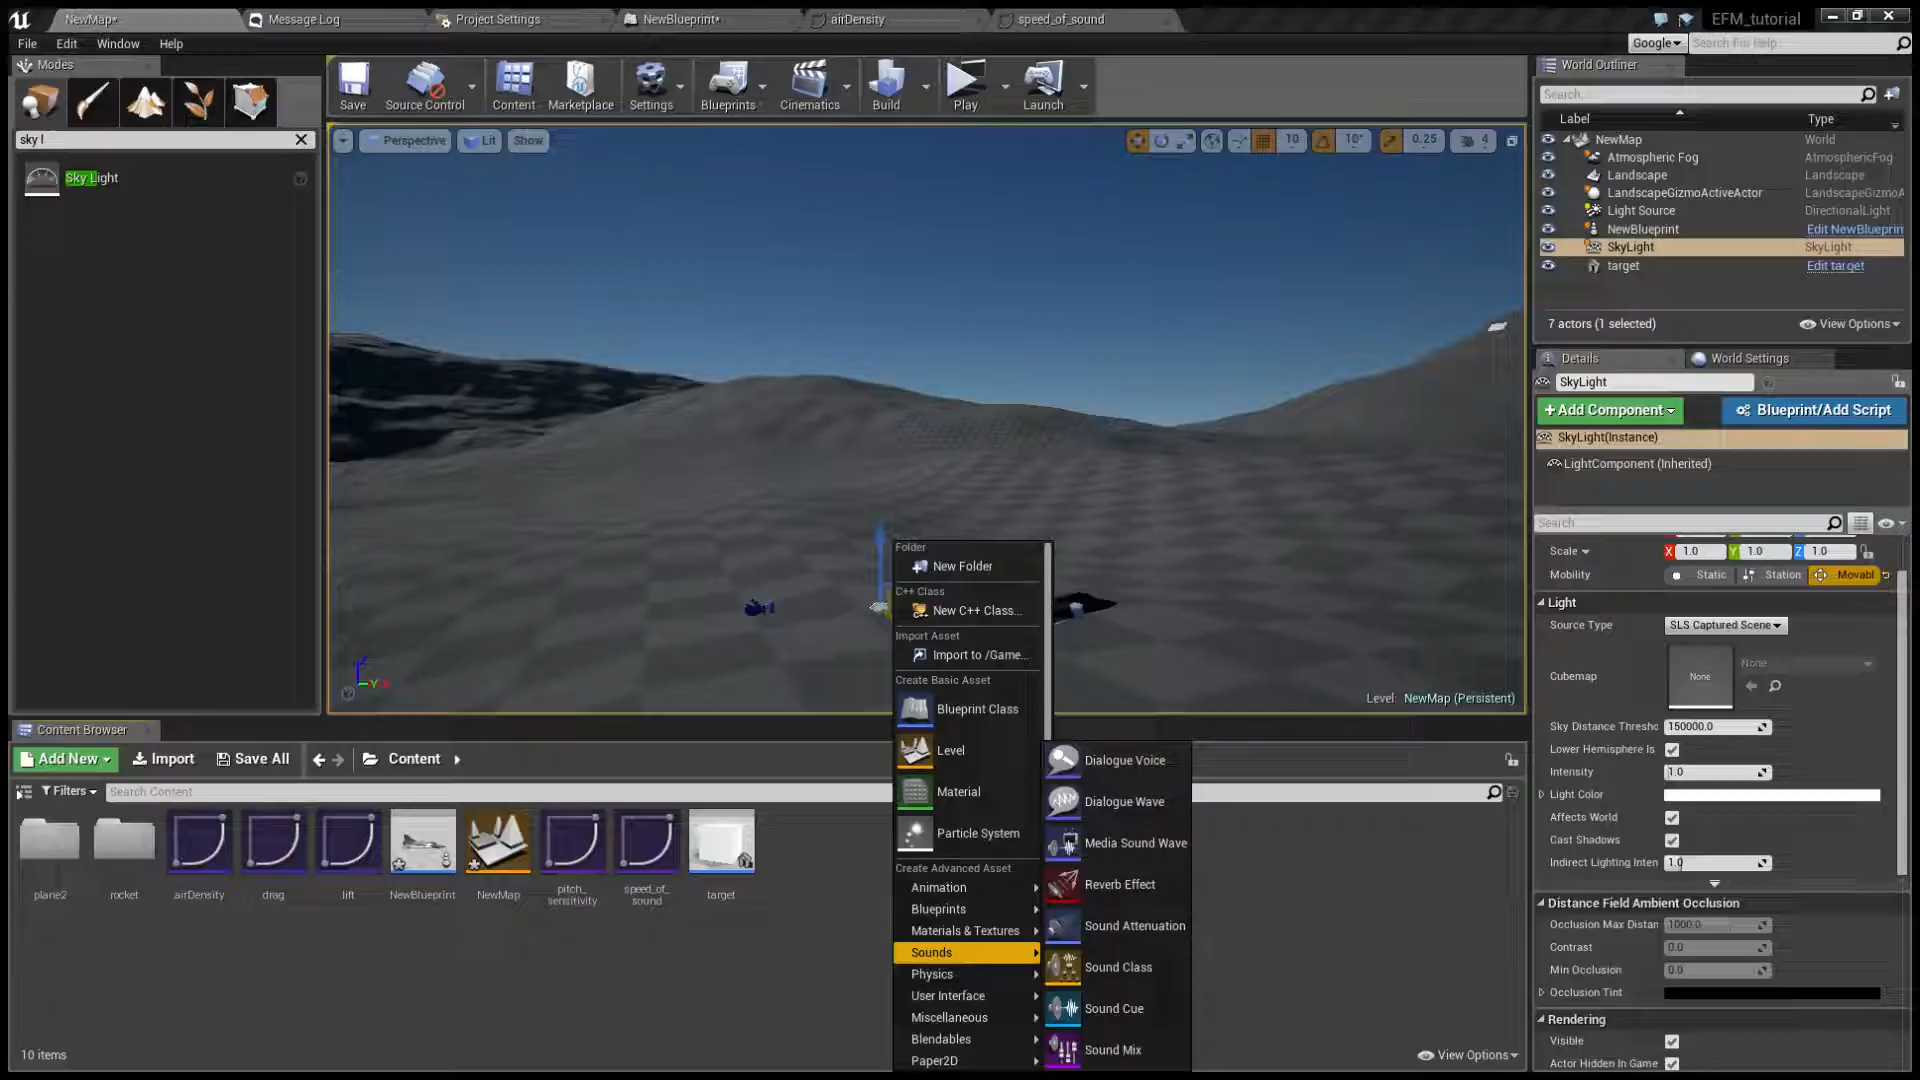 NewMap*
Message Log
Project Settings
NewBlueprint*
airDensity
speed_of_sound
EFM_tutorial
File
Edit
Window
Help
Google
Search For Help
Modes
sky l
Sky Light
Save
Source Control
Content
Marketplace
Settings
Blueprints
Cinematics
Build
Play
Launch
Perspective
Lit
Show
10
10°
0.25
4
Level: NewMap (Persistent)
World Outliner
Search...
Label
Type
NewMap
World
Atmospheric Fog
AtmosphericFog
Landscape
Landscape
LandscapeGizmoActiveActor
LandscapeGizmoA
Light Source
DirectionalLight
NewBlueprint
Edit NewBlueprin
SkyLight
SkyLight
target
Edit target
7 actors (1 selected)
View Options
Details
World Settings
SkyLight
+Add Component
Blueprint/Add Script
SkyLight(Instance)
LightComponent (Inherited)
Search
Scale
X 1.0
Y 1.0
Z 1.0
Mobility
Static
Station
Movabl
Light
Source Type
SLS Captured Scene
Cubemap
None
None
Sky Distance Thresho
150000.0
Lower Hemisphere Is
Intensity
1.0
Light Color
Affects World
Cast Shadows
Indirect Lighting Inten
1.0
Distance Field Ambient Occlusion
Occlusion Max Distan
1000.0
Contrast
0.0
Min Occlusion
0.0
Occlusion Tint
Rendering
Visible
Actor Hidden In Game
Content Browser
Add New
Import
Save All
Content
Filters
Search Content
plane2
rocket
airDensity
drag
lift
NewBlueprint
NewMap
pitch_
sensitivity
speed_of_
sound
target
10 items
View Options
Folder
New Folder
C++ Class
New C++ Class...
Import Asset
Import to /Game...
Create Basic Asset
Blueprint Class
Level
Material
Particle System
Create Advanced Asset
Animation
Blueprints
Materials & Textures
Sounds
Physics
User Interface
Miscellaneous
Blendables
Paper2D
Dialogue Voice
Dialogue Wave
Media Sound Wave
Reverb Effect
Sound Attenuation
Sound Class
Sound Cue
Sound Mix